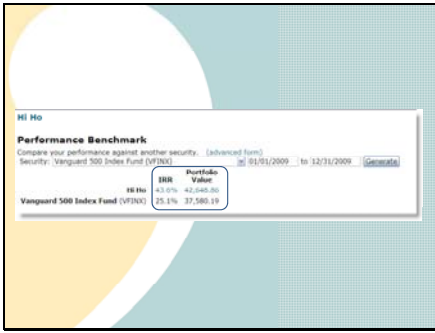 Hi Ho
Performance Benchmark
Compare your performance against another security. (advanced form)
Security: Vanguard 500 Index Fund (VFINX) 01/01/2009 to 12/31/2009 Generate
IRR Portfolio Value
Hi Ho 43.6% 42,648.86
Vanguard 500 Index Fund (VFINX) 25.1% 37,580.19